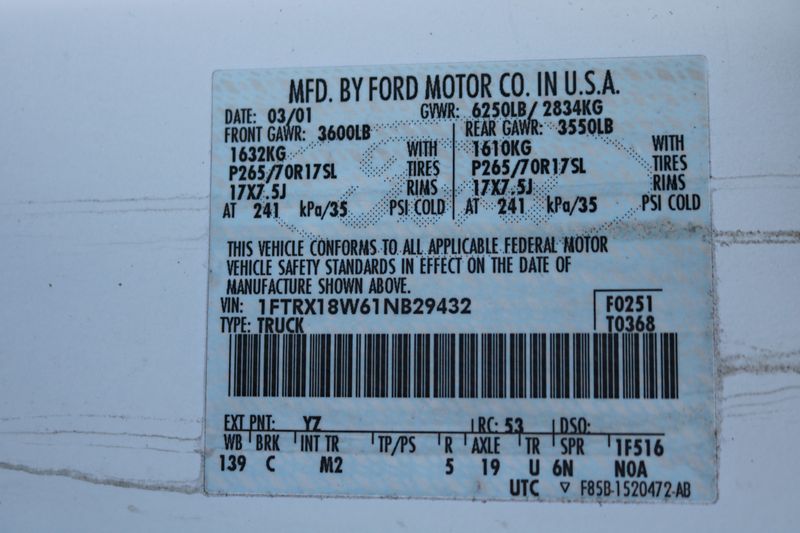 MFD. BY FORD MOTOR CO. IN U.S.A.
DATE: 03/01 GVWR: 6250LB/ 2834KG
FRONT GAWR: 3600LB REAR GAWR: 3550LB
1632KG WITH 1610KG WITH
P265/70R17SL TIRES P265/70R17SL TIRES
17X7.5J RIMS 17X7.5J RIMS
AT 241 kPa/35 PSI COLD AT 241 kPa/35 PSI COLD
THIS VEHICLE CONFORMS TO ALL APPLICABLE FEDERAL MOTOR
VEHICLE SAFETY STANDARDS IN EFFECT ON THE DATE OF
MANUFACTURE SHOWN ABOVE.
VIN: 1FTRX18W61NB29432 F0251
TYPE: TRUCK T0368
EXT PNT: YZ RC: 53 DSO:
WB BRK INT TR TP/PS R AXLE TR SPR 1F516
139 C M2 5 19 U 6N N0A
UTC ▽ F85B-1520472-AB